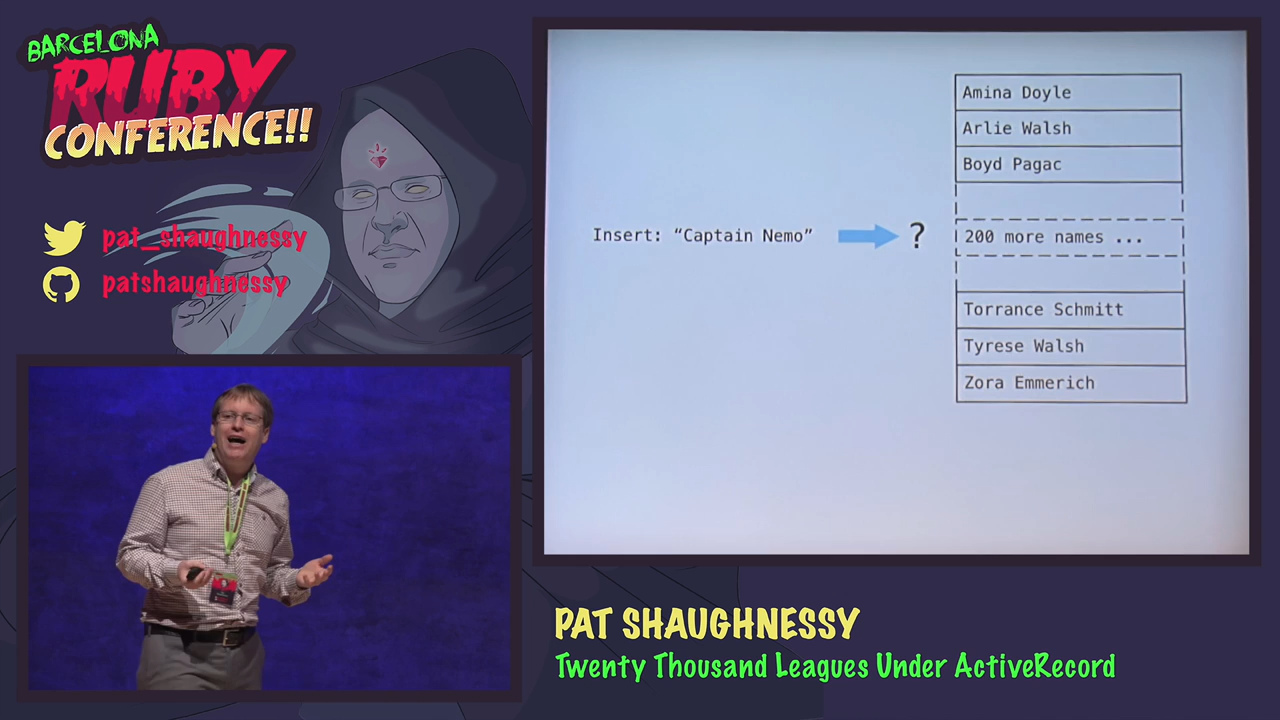 BARCELONA
RUBY
CONFERENCE!!
pat_shaughnessy
patshaughnessy
Insert: “Captain Nemo”
?
Amina Doyle
Arlie Walsh
Boyd Pagac
200 more names ...
Torrance Schmitt
Tyrese Walsh
Zora Emmerich
PAT SHAUGHNESSY
Twenty Thousand Leagues Under ActiveRecord